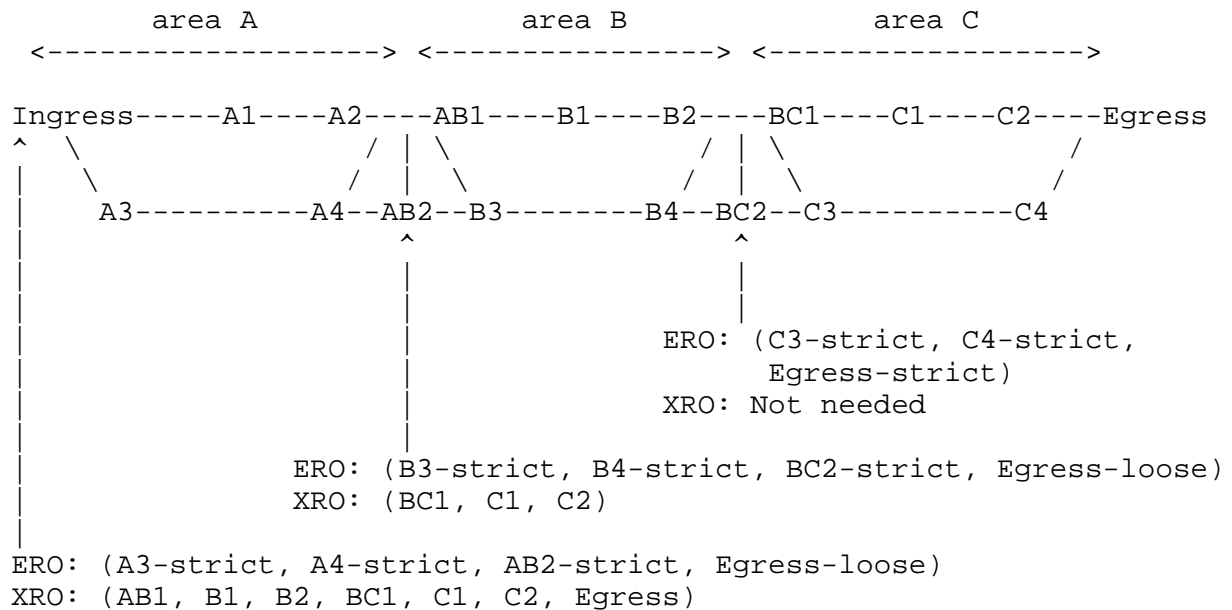 area A area B area C
<--------------------> <---------------> <------------------>
Ingress-----A1----A2----AB1----B1----B2----BC1----C1----C2----Egress
^ \ / | \ / | \ /
| \ / | \ / | \ /
| A3----------A4--AB2--B3--------B4--BC2--C3----------C4
| ^ ^
| | |
| | |
| | |
| | ERO: (C3-strict, C4-strict,
| | Egress-strict)
| | XRO: Not needed
| |
| ERO: (B3-strict, B4-strict, BC2-strict, Egress-loose)
| XRO: (BC1, C1, C2)
|
ERO: (A3-strict, A4-strict, AB2-strict, Egress-loose)
XRO: (AB1, B1, B2, BC1, C1, C2, Egress)